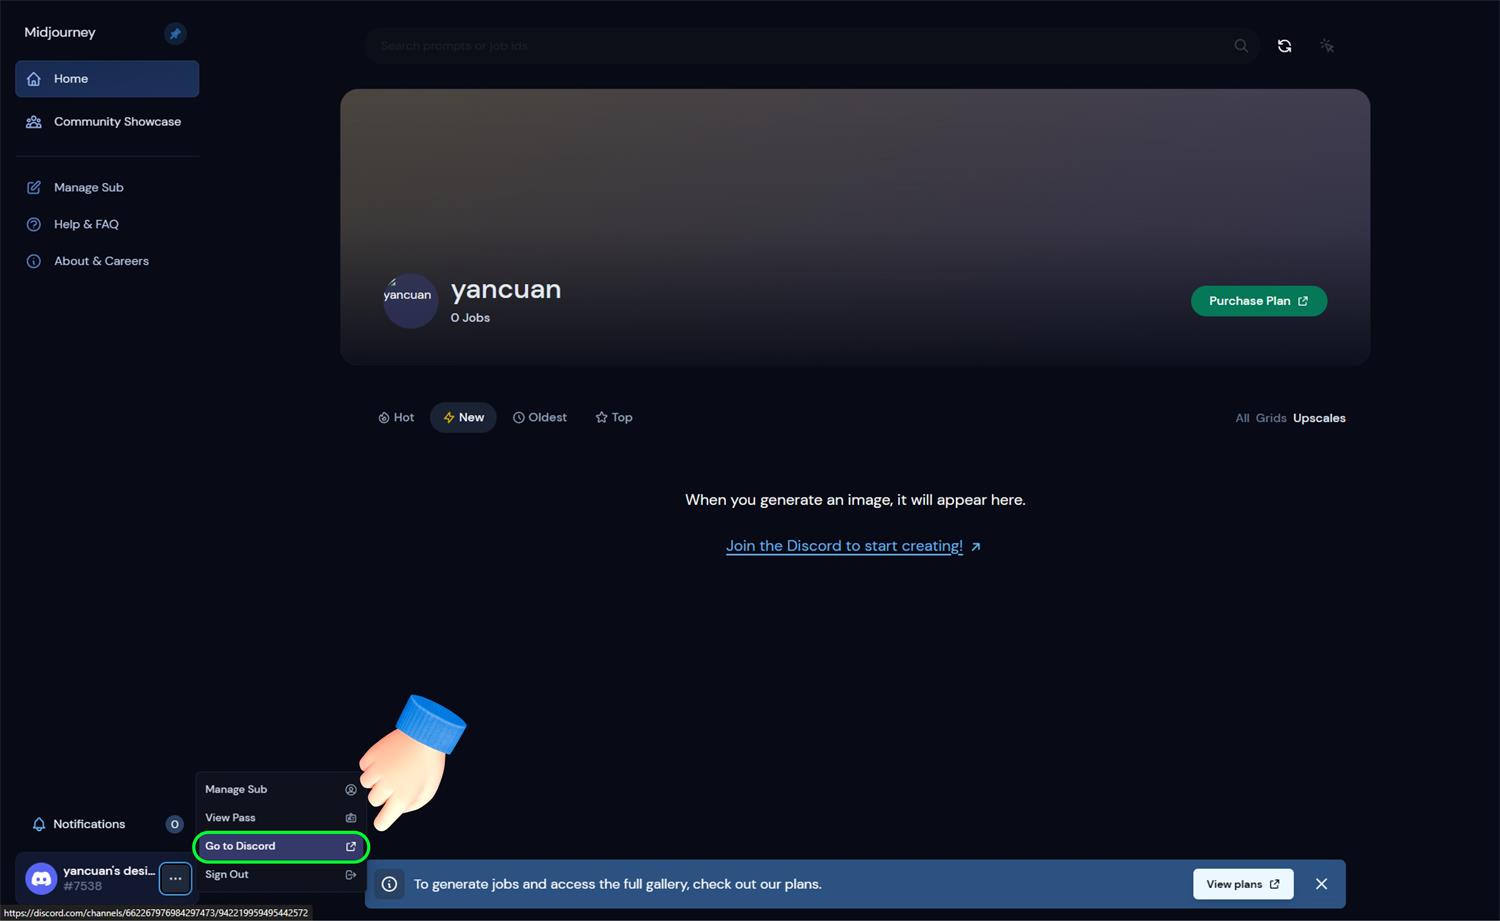 Midjourney
Search prompts or job ids
Home
Community Showcase
Manage Sub
Help & FAQ
About & Careers
yancuan
yancuan
0 Jobs
Purchase Plan
Hot
New
Oldest
Top
All Grids Upscales
When you generate an image, it will appear here.
Join the Discord to start creating!
Manage Sub
View Pass
Go to Discord
Sign Out
Notifications
0
yancuan's desi...
#7538
To generate jobs and access the full gallery, check out our plans.
View plans
https://discord.com/channels/662267976984297473/942219959495442572